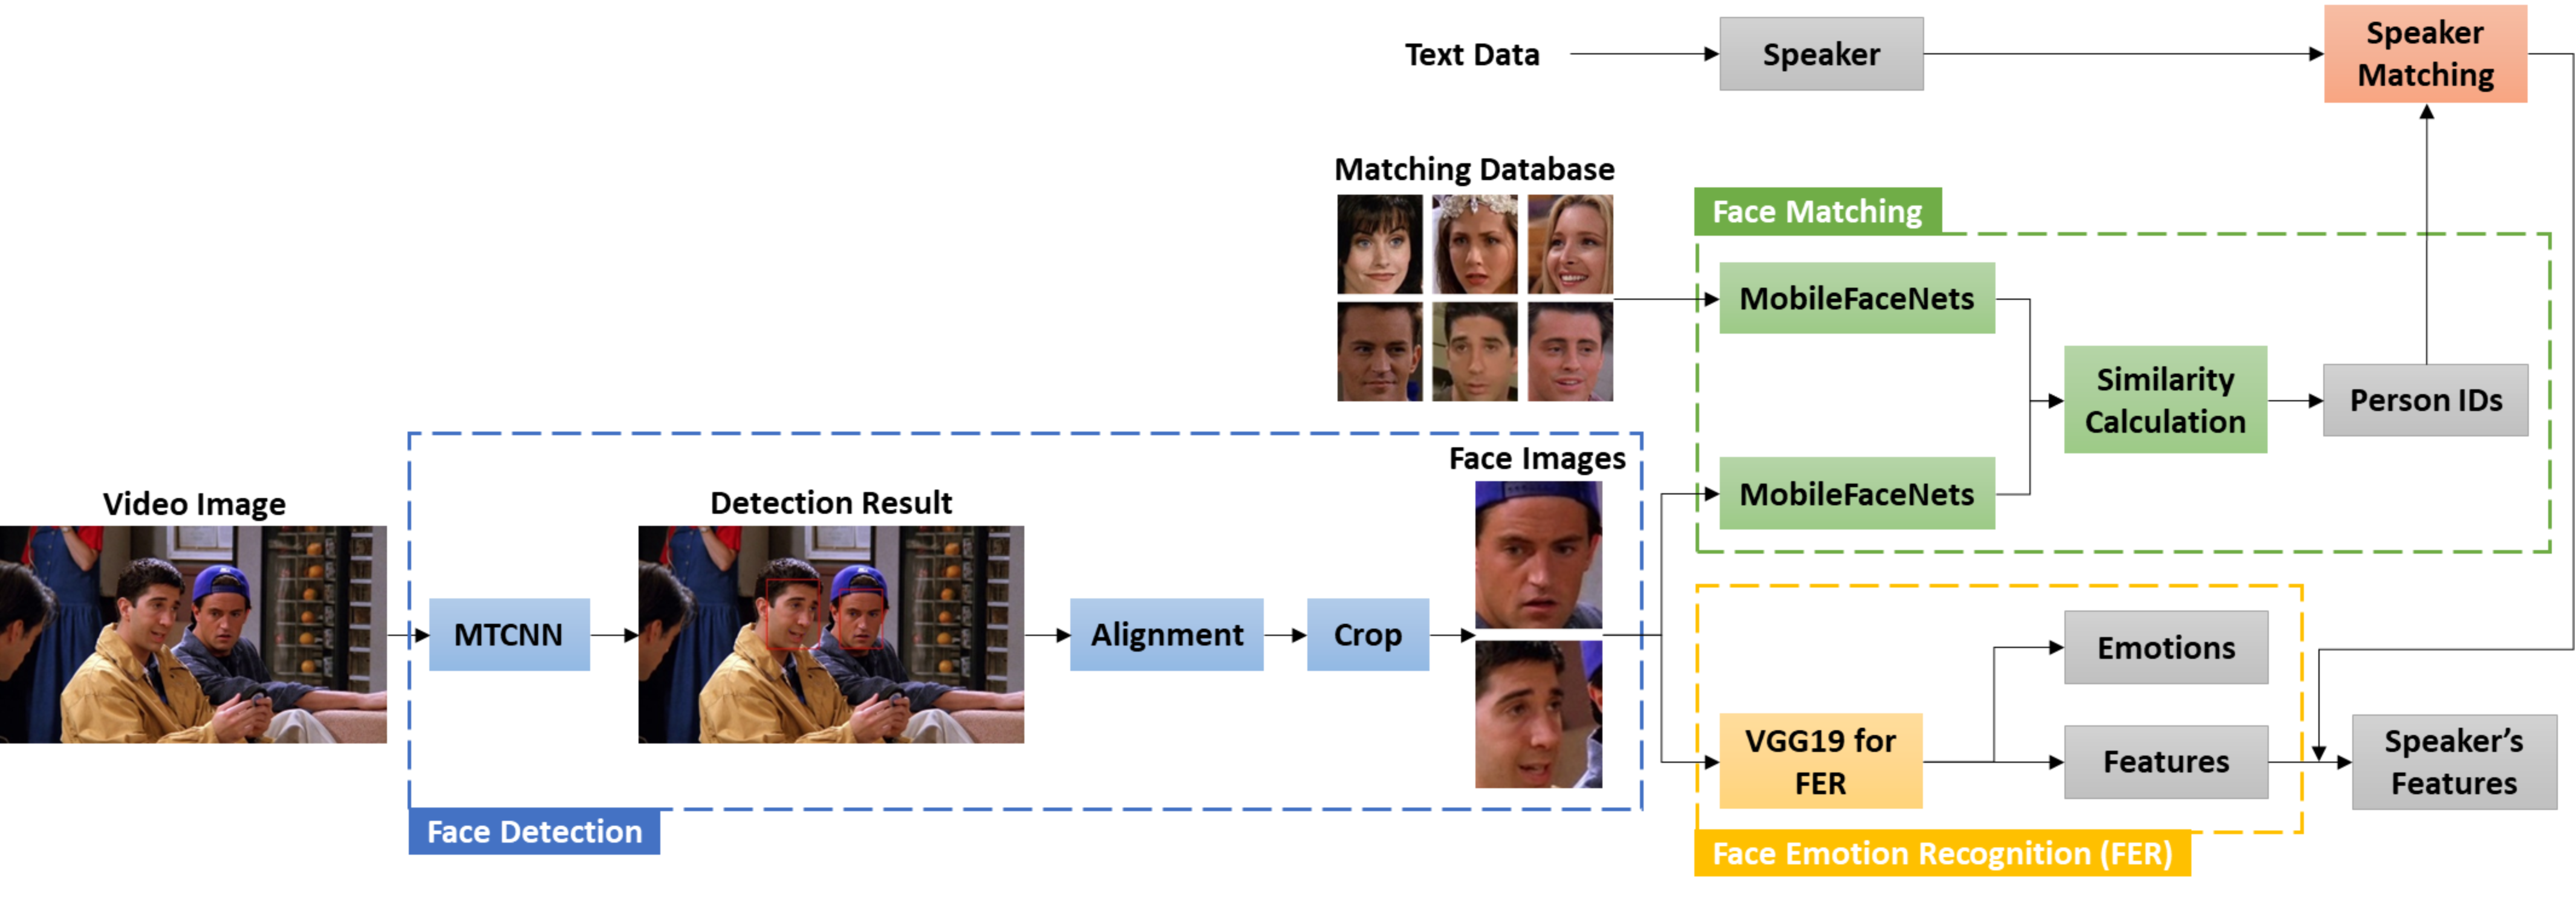 Text Data
Speaker
Speaker
Matching
Matching Database
Face Matching
MobileFaceNets
Similarity
Calculation
Person IDs
MobileFaceNets
Face Images
Video Image
Detection Result
MTCNN
Alignment
Crop
Face Detection
Emotions
VGG19 for
FER
Features
Speaker's
Features
Face Emotion Recognition (FER)